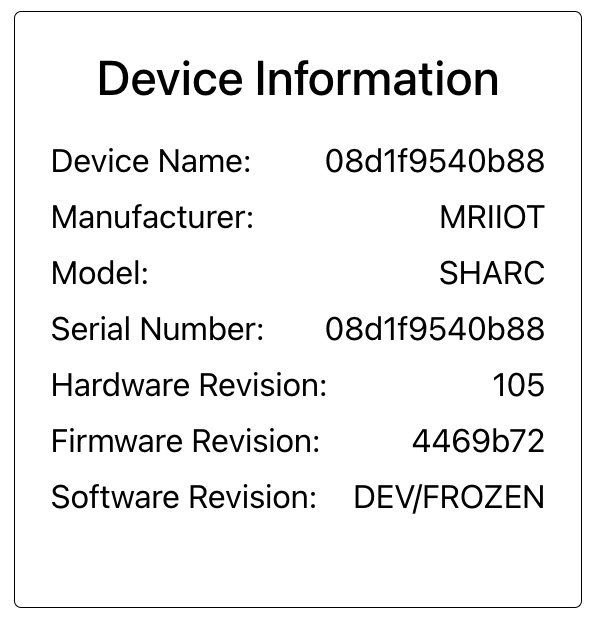 Device Information
Device Name: 08d1f9540b88
Manufacturer: MRIIOT
Model: SHARC
Serial Number: 08d1f9540b88
Hardware Revision: 105
Firmware Revision: 4469b72
Software Revision: DEV/FROZEN